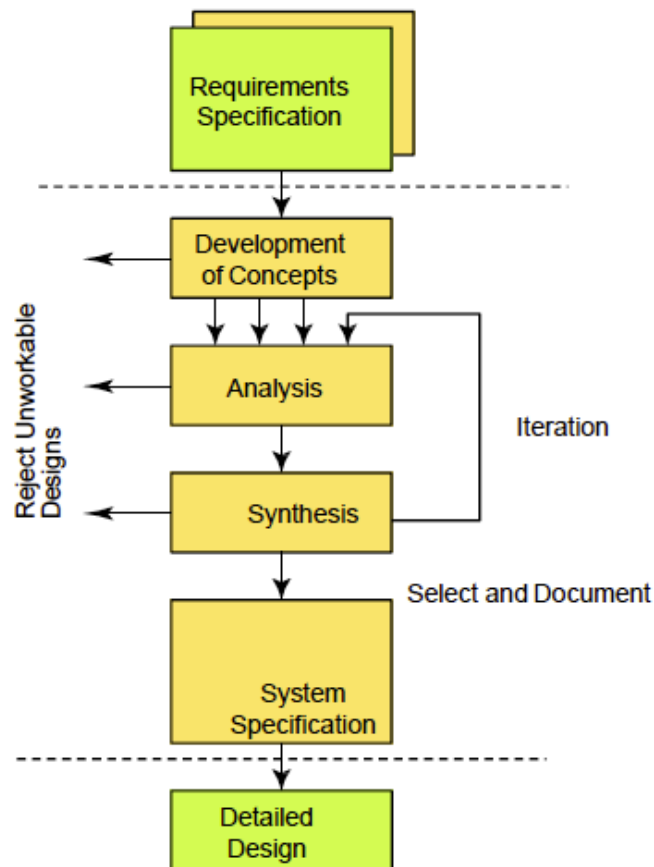 Requirements
Specification
Development
of Concepts
Reject Unworkable
Designs
Analysis
Iteration
Synthesis
Select and Document
System
Specification
Detailed
Design